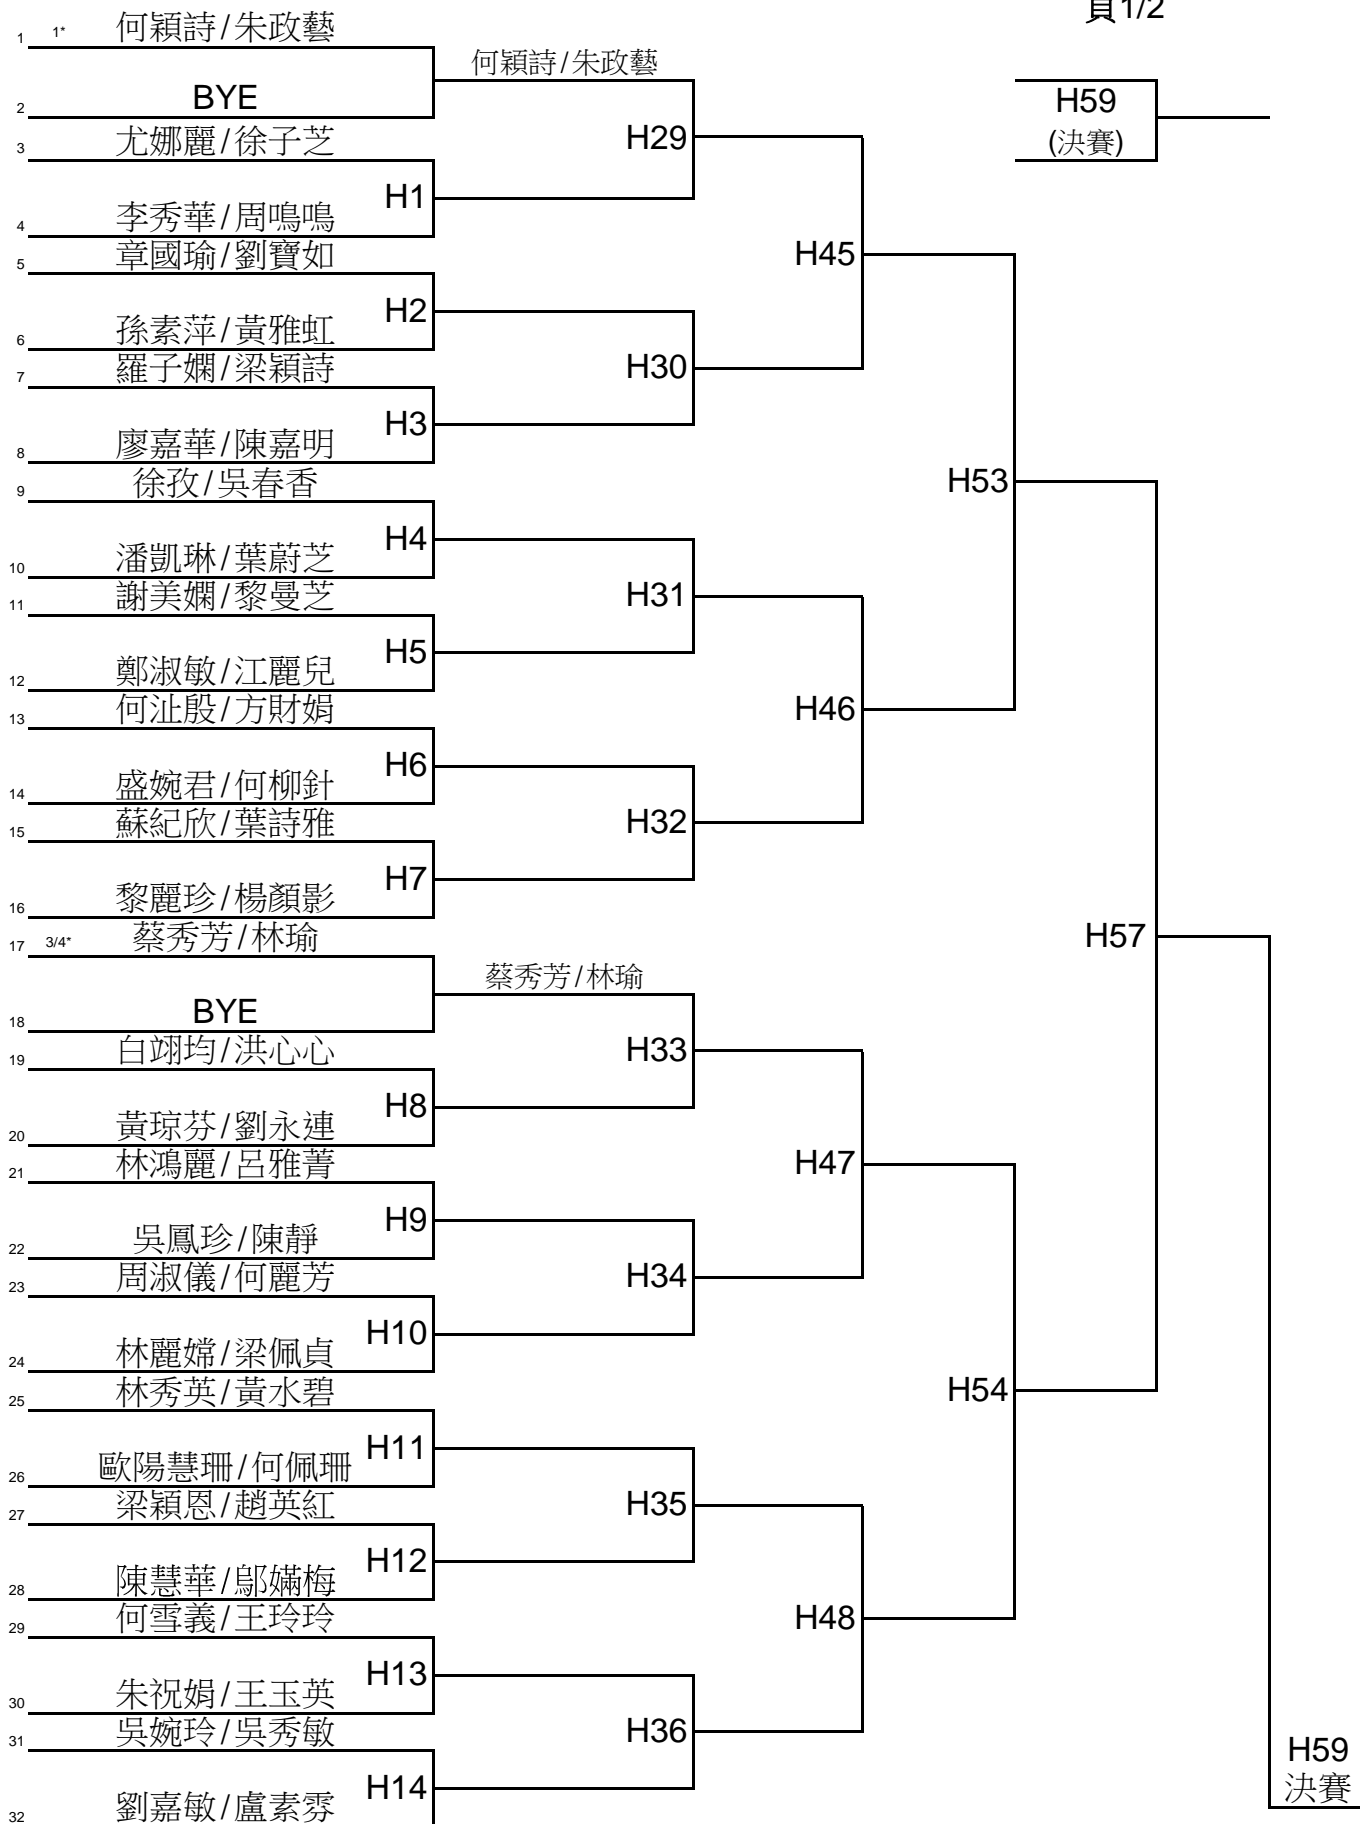 頁1/2
1 1* 何穎詩/朱政藝
何穎詩/朱政藝
2 BYE
H59
(決賽)
3 尤娜麗/徐子芝
H29
H1
4 李秀華/周鳴鳴
5 章國瑜/劉寶如
H45
H2
6 孫素萍/黃雅虹
7 羅子嫻/梁穎詩
H30
H3
8 廖嘉華/陳嘉明
9 徐孜/吳春香
H53
H4
10 潘凱琳/葉蔚芝
11 謝美嫻/黎曼芝
H31
H5
12 鄭淑敏/江麗兒
13 何沚殷/方財娟
H46
H6
14 盛婉君/何柳針
15 蘇紀欣/葉詩雅
H32
H7
16 黎麗珍/楊顏影
17 3/4* 蔡秀芳/林瑜
H57
蔡秀芳/林瑜
18 BYE
19 白翊均/洪心心
H33
H8
20 黃琼芬/劉永連
21 林鴻麗/呂雅菁
H47
H9
22 吳鳳珍/陳靜
23 周淑儀/何麗芳
H34
H10
24 林麗嫦/梁佩貞
25 林秀英/黃水碧
H54
H11
26 歐陽慧珊/何佩珊
27 梁穎恩/趙英紅
H35
H12
28 陳慧華/鄔嫻梅
29 何雪義/王玲玲
H48
H13
30 朱祝娟/王玉英
31 吳婉玲/吳秀敏
H36
H59
決賽
H14
32 劉嘉敏/盧素雰